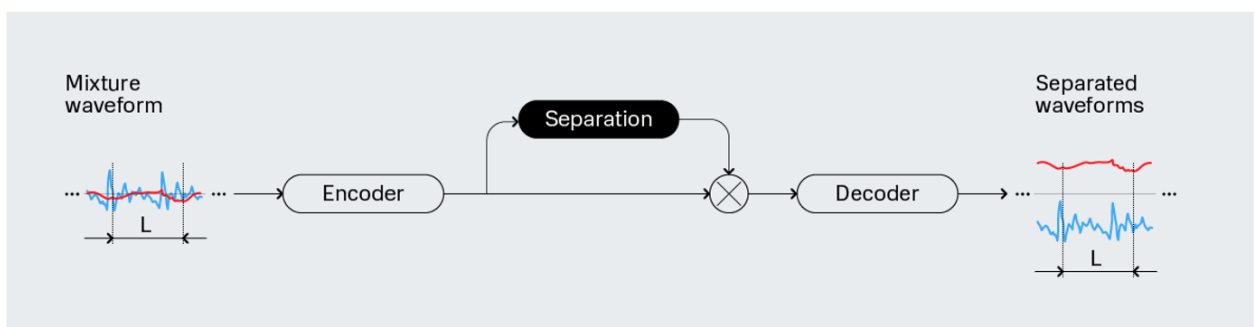 Mixture
waveform
...
L
...
Encoder
Separation
Decoder
Separated
waveforms
...
L
...